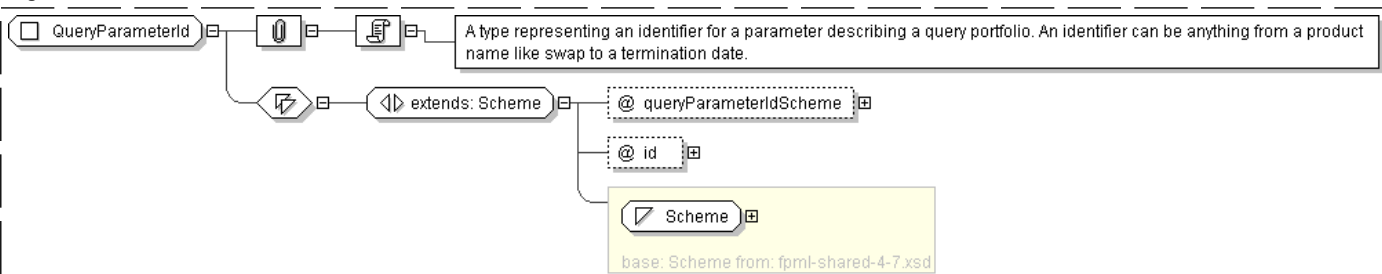 QueryParameterId
A type representing an identifier for a parameter describing a query portfolio. An identifier can be anything from a product
name like swap to a termination date.
extends: Scheme
@ queryParameterIdScheme
@ id
Scheme
base: Scheme from: fpml-shared-4-7.xsd